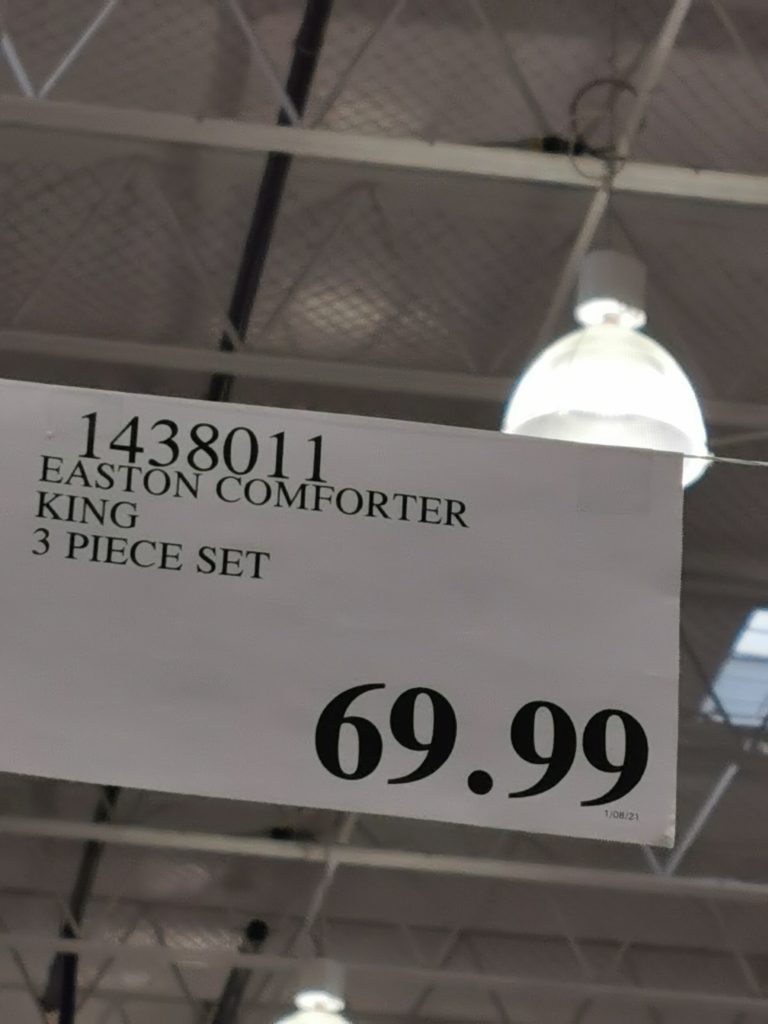 1438011
EASTON COMFORTER
KING
3 PIECE SET
69.99
1/08/21